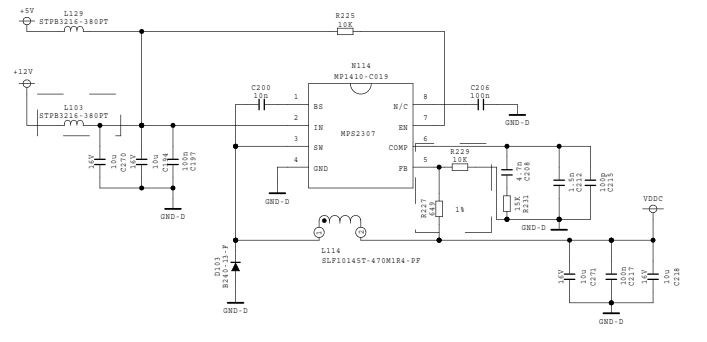 +5V
L129
STPB3216-380PT
R225
10K
+12V
N114
MP1410-C019
C200
10n
C206
100n
1
BS
8
N/C
GND-D
L103
STPB3216-380PT
2
IN
7
EN
MPS2307
3
SW
6
COMP
4
GND
5
FB
R229
10K
16V
10u
C270
16V
10u
C194
100n
C197
4.7n
C208
1.5n
C212
100p
C215
GND-D
GND-D
R227
649
1%
15K
R231
VDDC
GND-D
1
2
L114
SLF10145T-470M1R4-PF
D103
B240-13-F
16V
10u
C271
100n
C217
16V
10u
C218
GND-D
GND-D